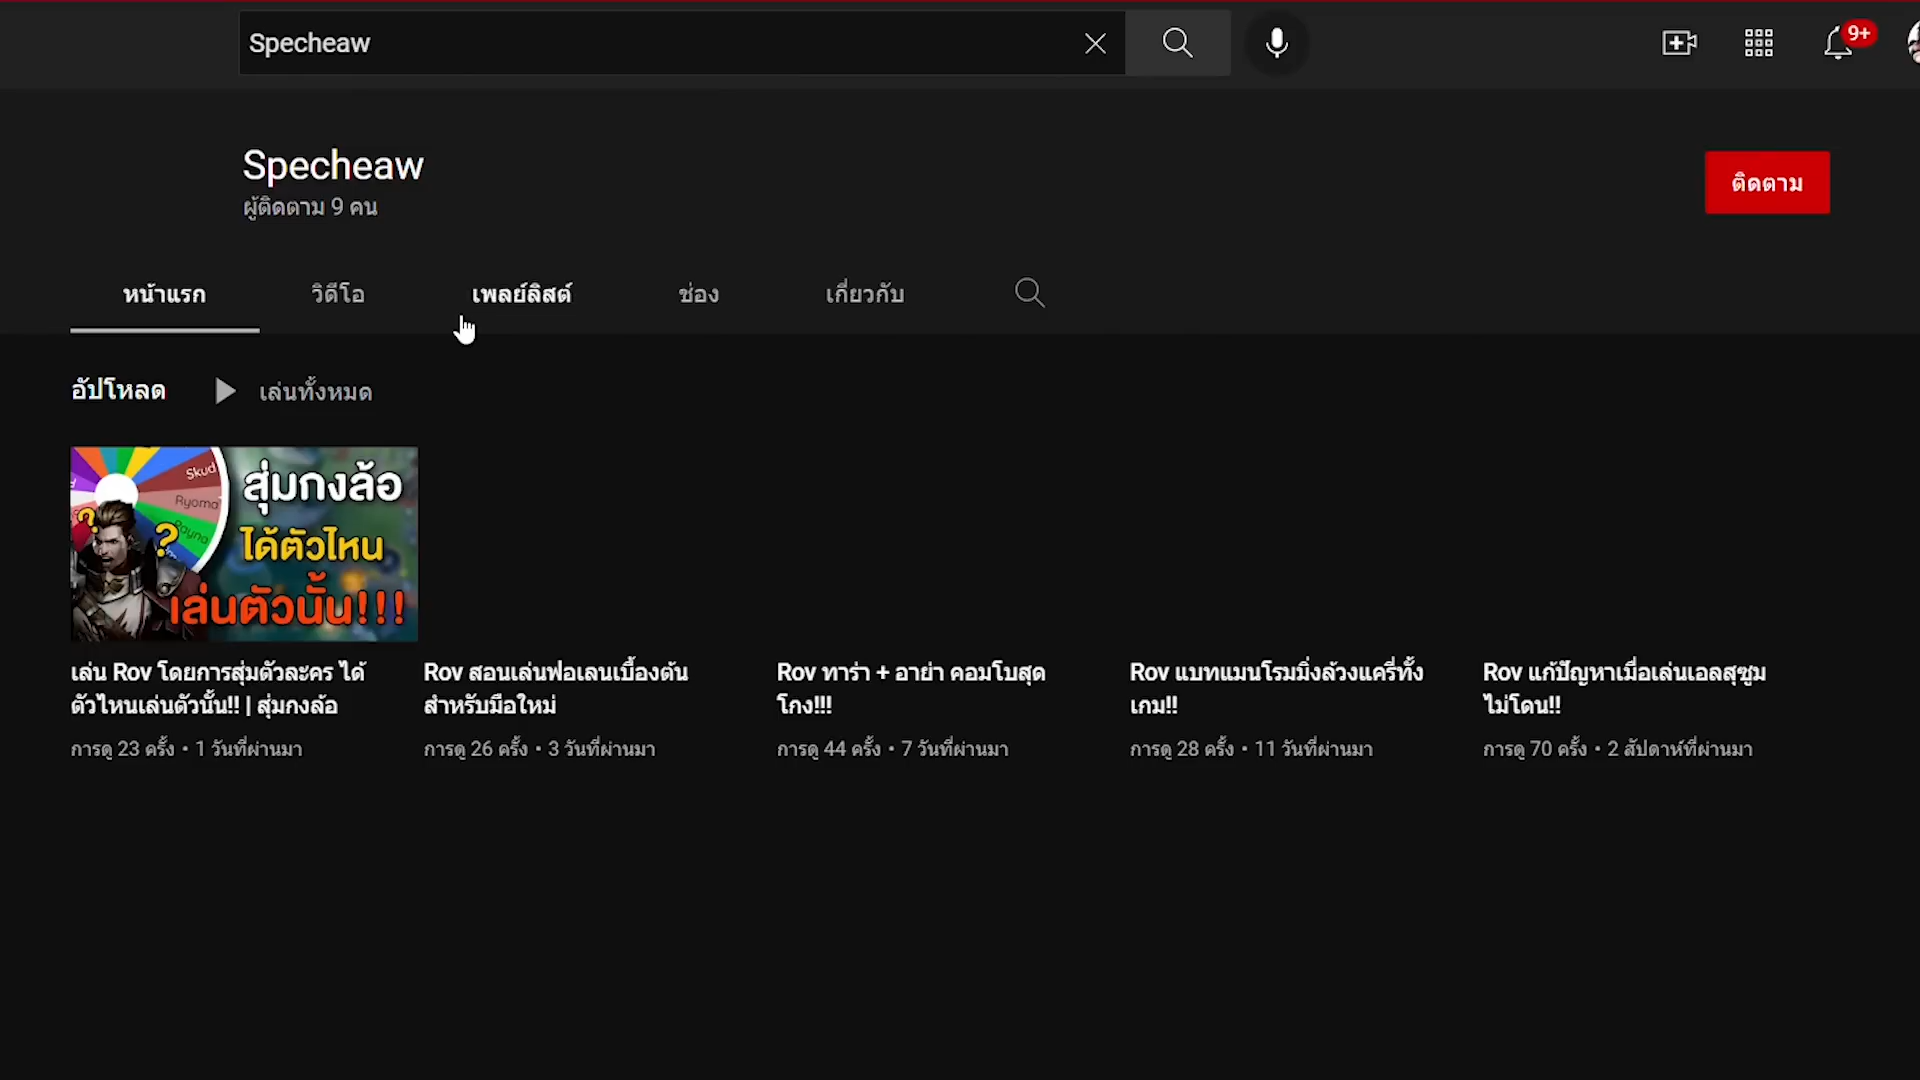 Specheaw
9+
Specheaw
ผู้ติดตาม 9 คน
ติดตาม
หน้าแรก
วิดีโอ
เพลย์ลิสต์
ช่อง
เกี่ยวกับ
อัปโหลด
เล่นทั้งหมด
Skud
Ryoma
Rayna
สุ่มกงล้อ
ได้ตัวไหน
เล่นตัวนั้น!!!
? ?
เล่น Rov โดยการสุ่มตัวละคร ได้
ตัวไหนเล่นตัวนั้น!! | สุ่มกงล้อ
การดู 23 ครั้ง • 1 วันที่ผ่านมา
Rov สอนเล่นฟอเลนเบื้องต้น
สำหรับมือใหม่
การดู 26 ครั้ง • 3 วันที่ผ่านมา
Rov ทาร่า + อาย่า คอมโบสุด
โกง!!!
การดู 44 ครั้ง • 7 วันที่ผ่านมา
Rov แบทแมนโรมมิ่งล้วงแครี่ทั้ง
เกม!!
การดู 28 ครั้ง • 11 วันที่ผ่านมา
Rov แก้ปัญหาเมื่อเล่นเอลสุซูม
ไม่โดน!!
การดู 70 ครั้ง • 2 สัปดาห์ที่ผ่านมา